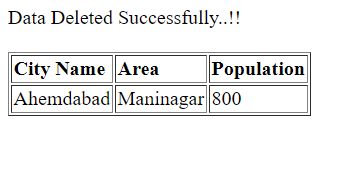 Data Deleted Successfully..!!
City Name Area Population
Ahemdabad Maninagar 800